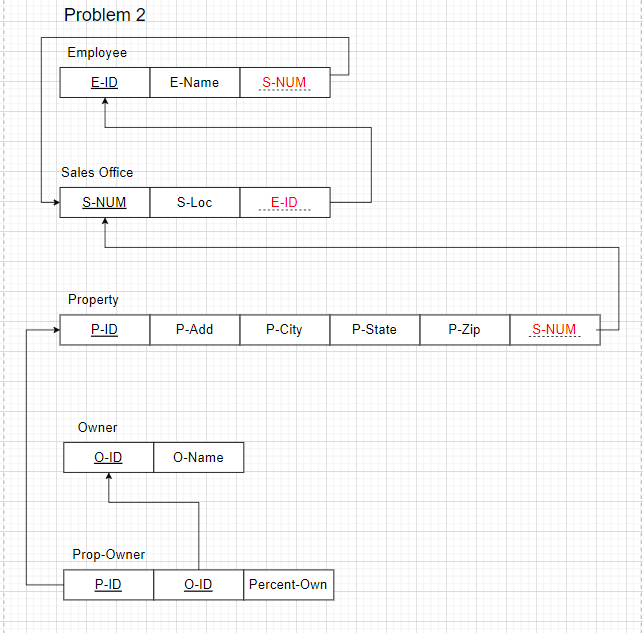 Problem 2
Employee
E-ID E-Name S-NUM
Sales Office
S-NUM S-Loc E-ID
Property
P-ID P-Add P-City P-State P-Zip S-NUM
Owner
O-ID O-Name
Prop-Owner
P-ID O-ID Percent-Own